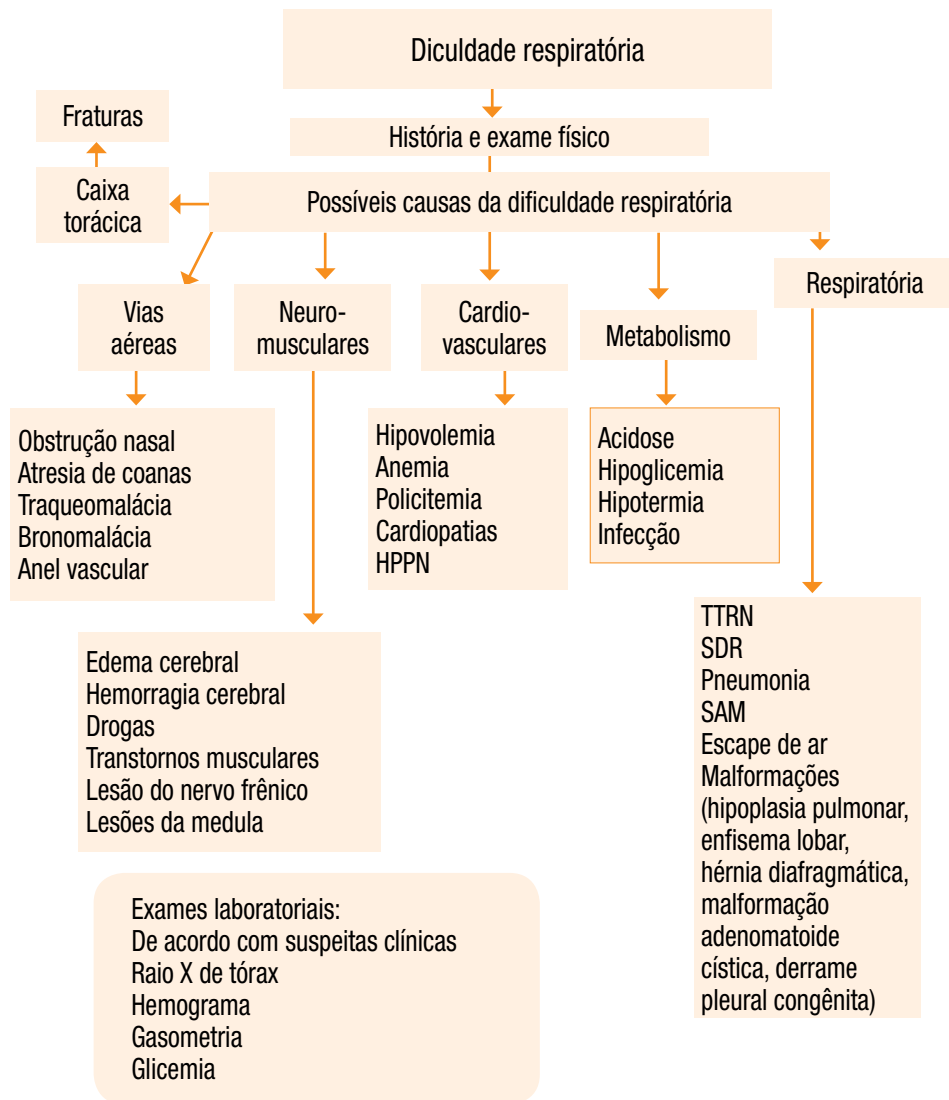 Diculdade respiratória
História e exame físico
Fraturas
Caixa
torácica
Possíveis causas da dificuldade respiratória
Vias
aéreas
Neuro-
musculares
Cardio-
vasculares
Metabolismo
Respiratória
Obstrução nasal
Atresia de coanas
Traqueomalácia
Bronomalácia
Anel vascular
Hipovolemia
Anemia
Policitemia
Cardiopatias
HPPN
Acidose
Hipoglicemia
Hipotermia
Infecção
Edema cerebral
Hemorragia cerebral
Drogas
Transtornos musculares
Lesão do nervo frênico
Lesões da medula
TTRN
SDR
Pneumonia
SAM
Escape de ar
Malformações
(hipoplasia pulmonar,
enfisema lobar,
hérnia diafragmática,
malformação
adenomatoide
cística, derrame
pleural congênita)
Exames laboratoriais:
De acordo com suspeitas clínicas
Raio X de tórax
Hemograma
Gasometria
Glicemia